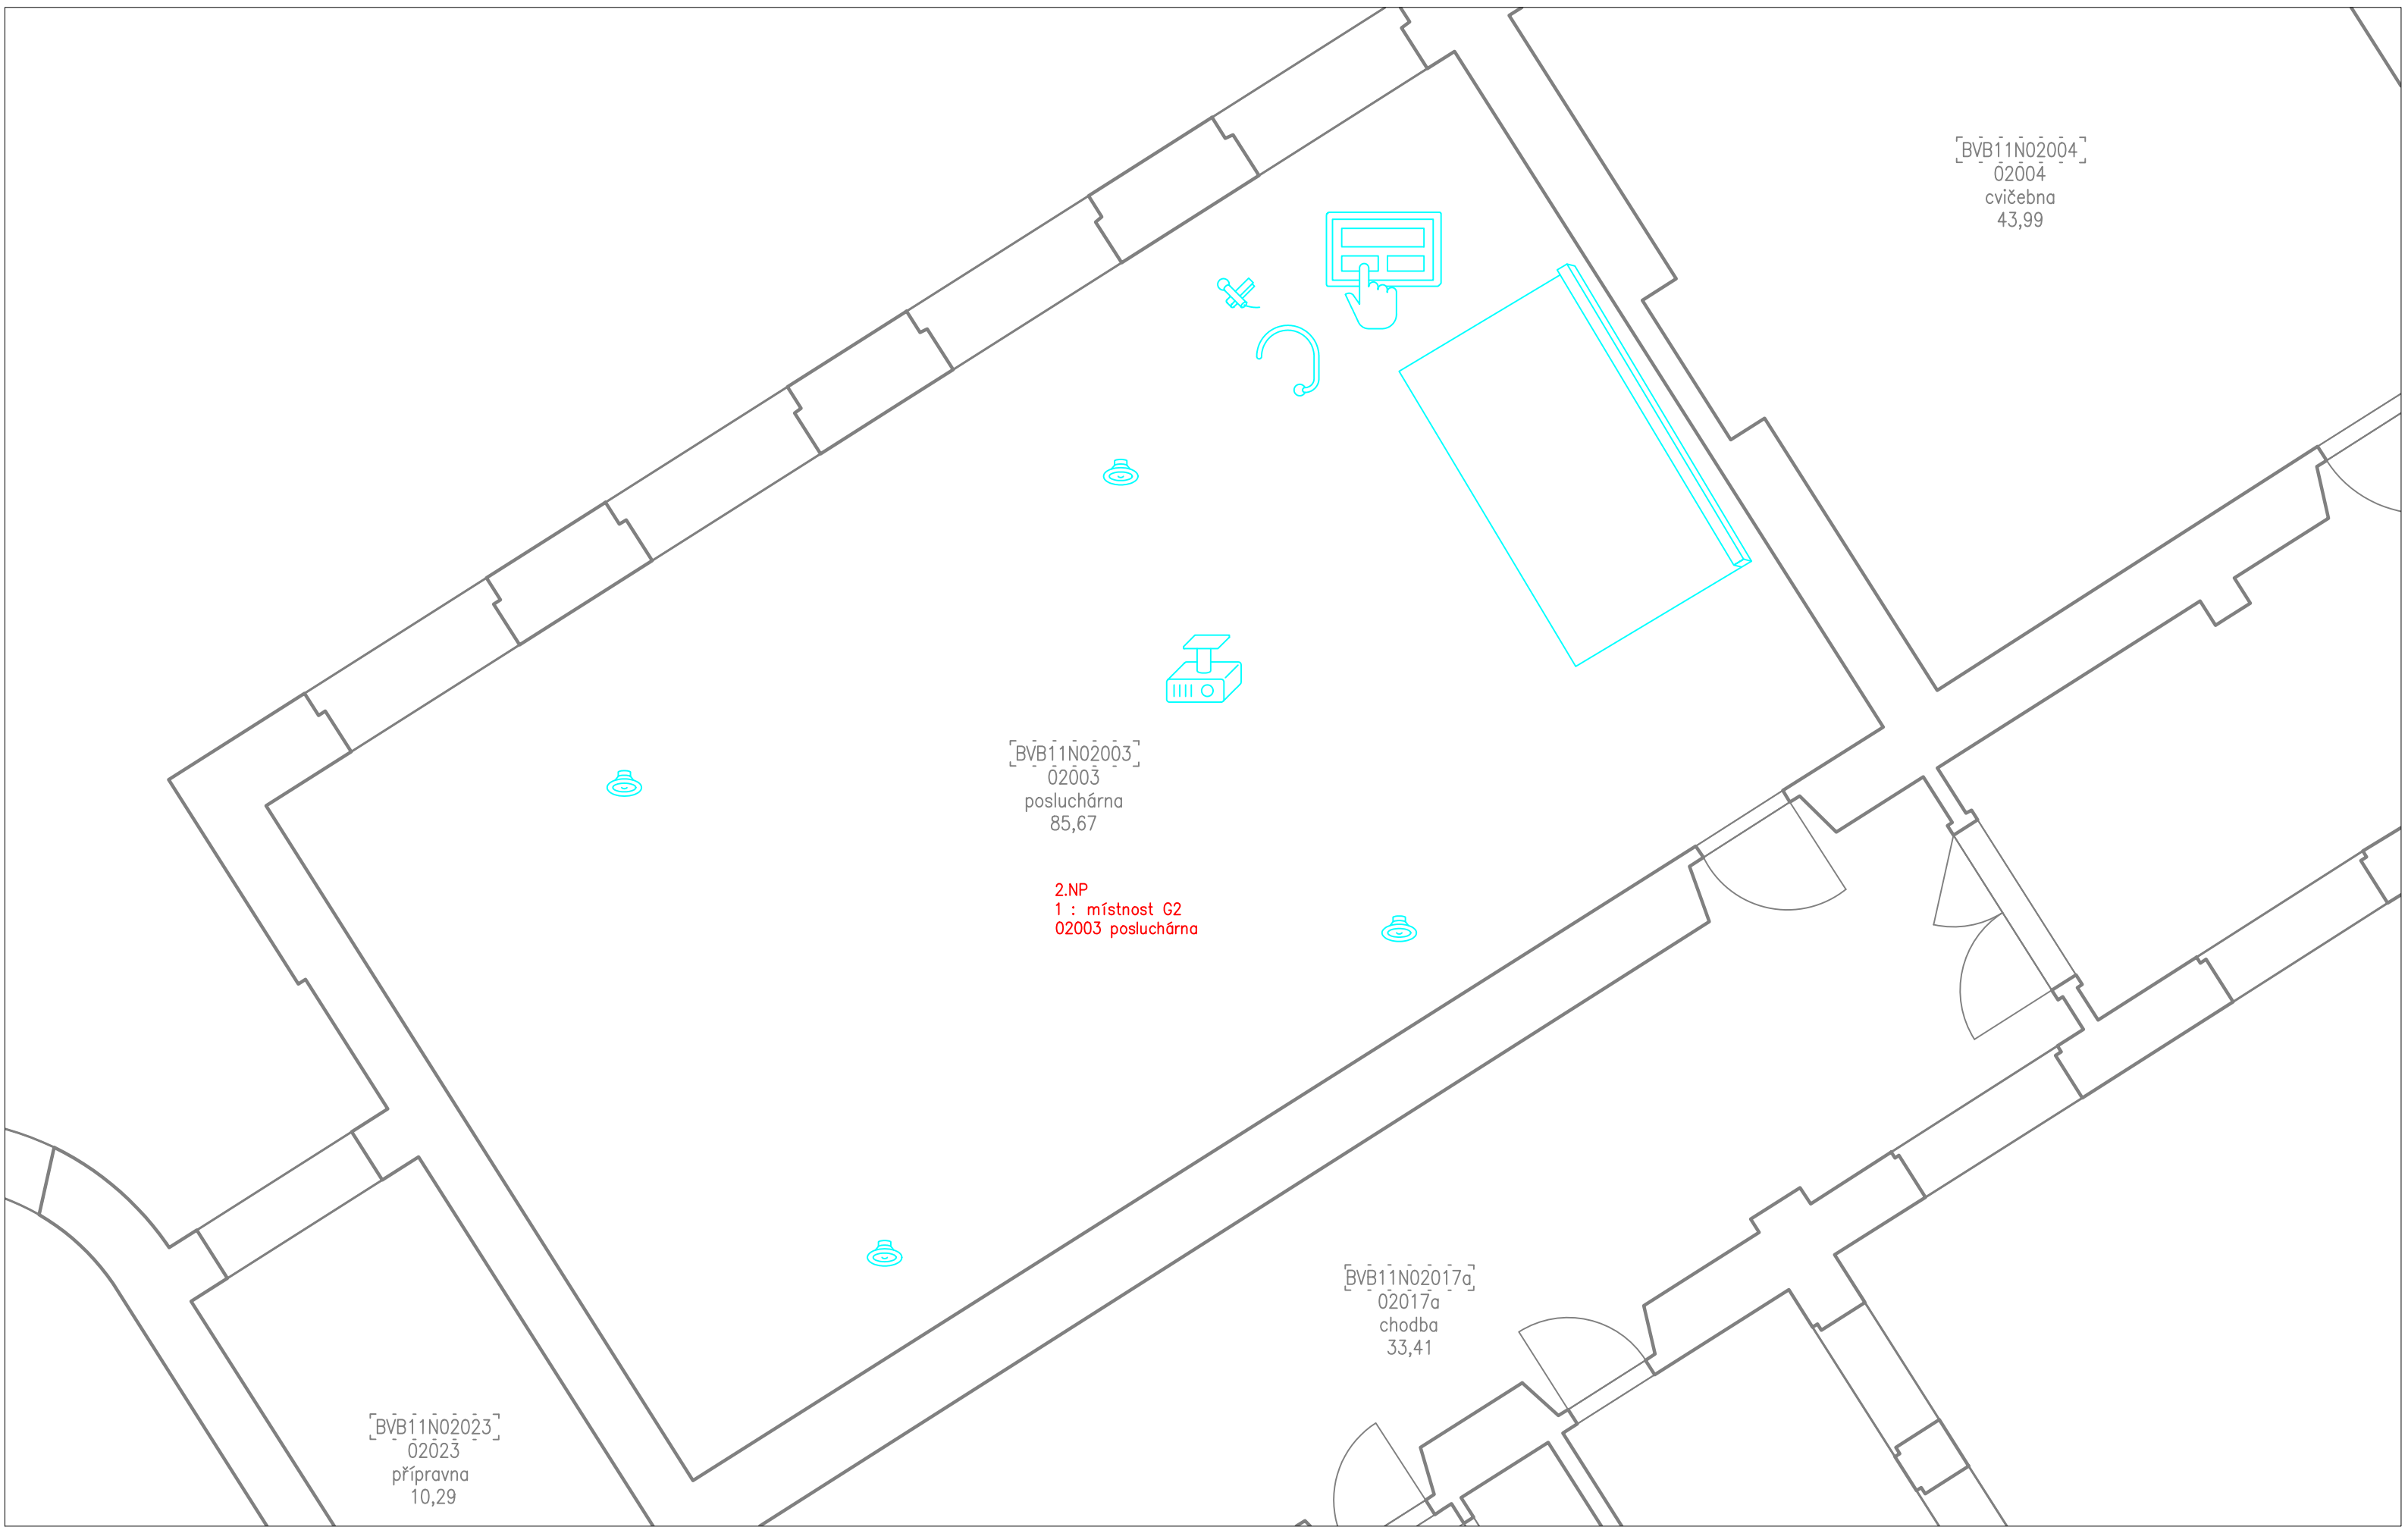 BVB11N02004
02004
cvičebna
43,99
BVB11N02003
02003
posluchárna
85,67
2.NP
1 : místnost G2
02003 posluchárna
BVB11N02017a
02017a
chodba
33,41
BVB11N02023
02023
přípravna
10,29